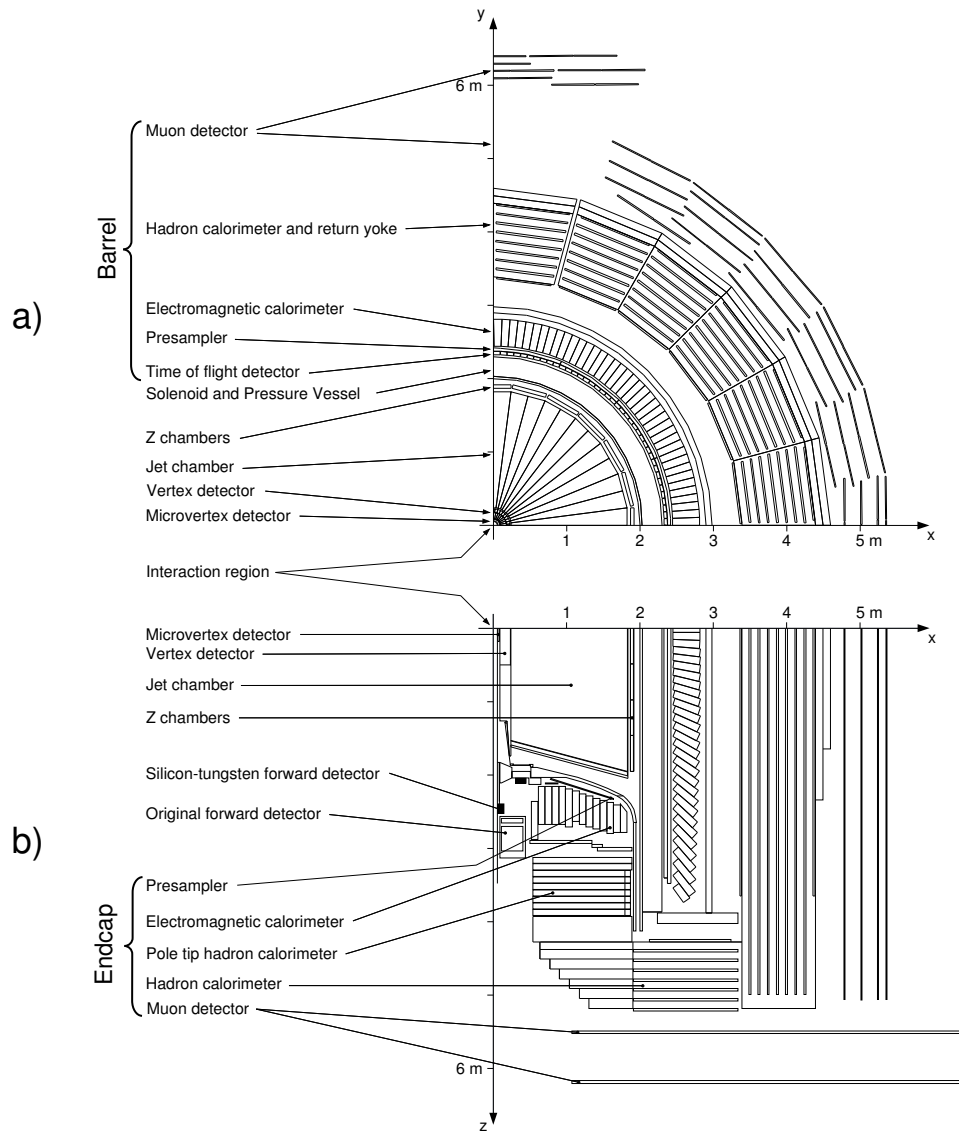 y
6 m
Muon detector
Barrel
Hadron calorimeter and return yoke
a)
Electromagnetic calorimeter
Presampler
Time of flight detector
Solenoid and Pressure Vessel
Z chambers
Jet chamber
Vertex detector
Microvertex detector
1 2 3 4 5 m
x
Interaction region
1 2 3 4 5 m
x
Microvertex detector
Vertex detector
Jet chamber
Z chambers
Silicon-tungsten forward detector
Original forward detector
b)
Presampler
Endcap
Electromagnetic calorimeter
Pole tip hadron calorimeter
Hadron calorimeter
Muon detector
6 m
z